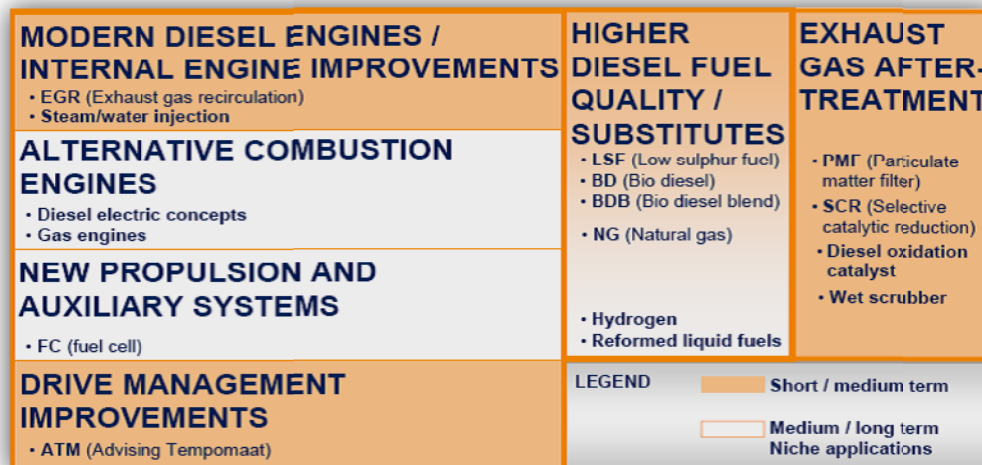 MODERN DIESEL ENGINES /
INTERNAL ENGINE IMPROVEMENTS
• EGR (Exhaust gas recirculation)
• Steam/water injection
ALTERNATIVE COMBUSTION
ENGINES
• Diesel electric concepts
• Gas engines
NEW PROPULSION AND
AUXILIARY SYSTEMS
• FC (fuel cell)
DRIVE MANAGEMENT
IMPROVEMENTS
• ATM (Advising Tempomaat)
HIGHER
DIESEL FUEL
QUALITY /
SUBSTITUTES
• LSF (Low sulphur fuel)
• BD (Bio diesel)
• BDB (Bio diesel blend)
• NG (Natural gas)
• Hydrogen
• Reformed liquid fuels
EXHAUST
GAS AFTER-
TREATMENT
• PMF (Particulate
matter filter)
• SCR (Selective
catalytic reduction)
• Diesel oxidation
catalyst
• Wet scrubber
LEGEND
Short / medium term
Medium / long term
Niche applications